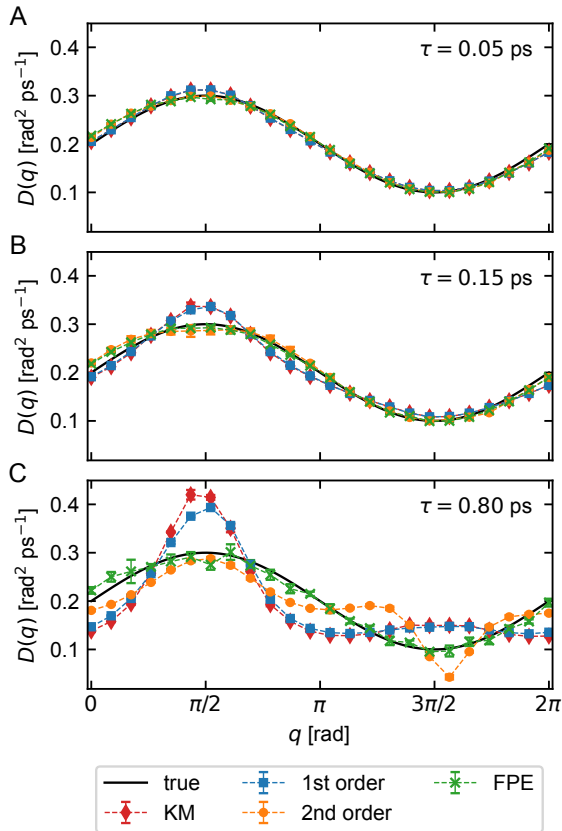 A
τ = 0.05 ps
D(q) [rad² ps⁻¹]
0.4
0.3
0.2
0.1
B
τ = 0.15 ps
D(q) [rad² ps⁻¹]
0.4
0.3
0.2
0.1
C
τ = 0.80 ps
D(q) [rad² ps⁻¹]
0.4
0.3
0.2
0.1
0 π/2 π 3π/2 2π
q [rad]
true 1st order FPE
KM 2nd order